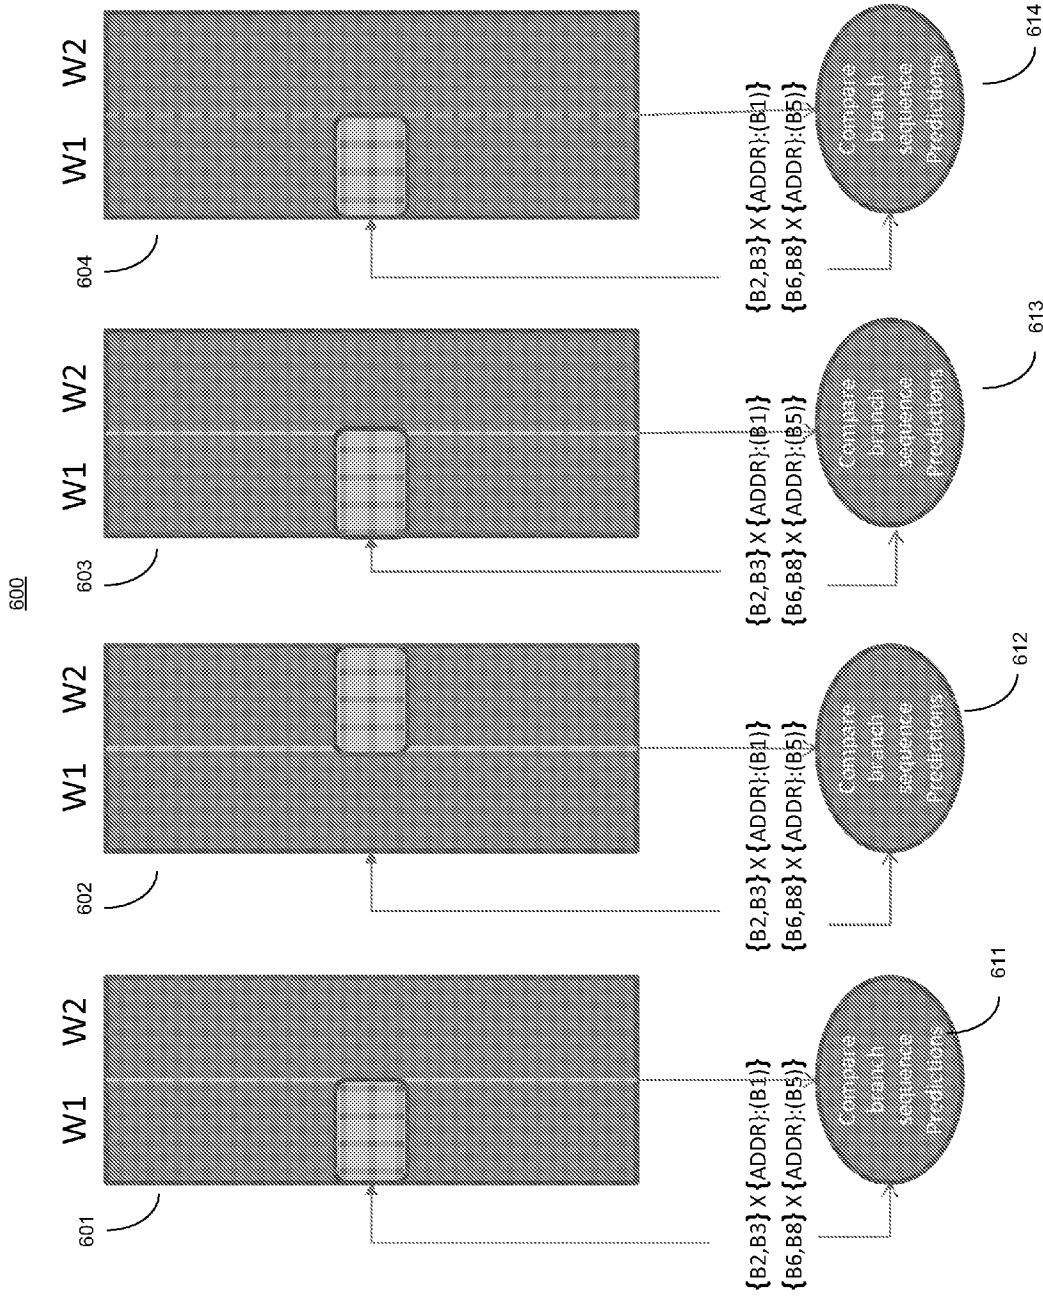 600
W1 W2
601
{B2,B3} X {ADDR}:(B1)}
{B6,B8} X {ADDR}:(B5)}
Compare
branch
sequence
Predictions
611
W1 W2
602
{B2,B3} X {ADDR}:(B1)}
{B6,B8} X {ADDR}:(B5)}
Compare
branch
sequence
Predictions
612
W1 W2
603
{B2,B3} X {ADDR}:(B1)}
{B6,B8} X {ADDR}:(B5)}
Compare
branch
sequence
Predictions
613
W1 W2
604
{B2,B3} X {ADDR}:(B1)}
{B6,B8} X {ADDR}:(B5)}
Compare
branch
sequence
Predictions
614